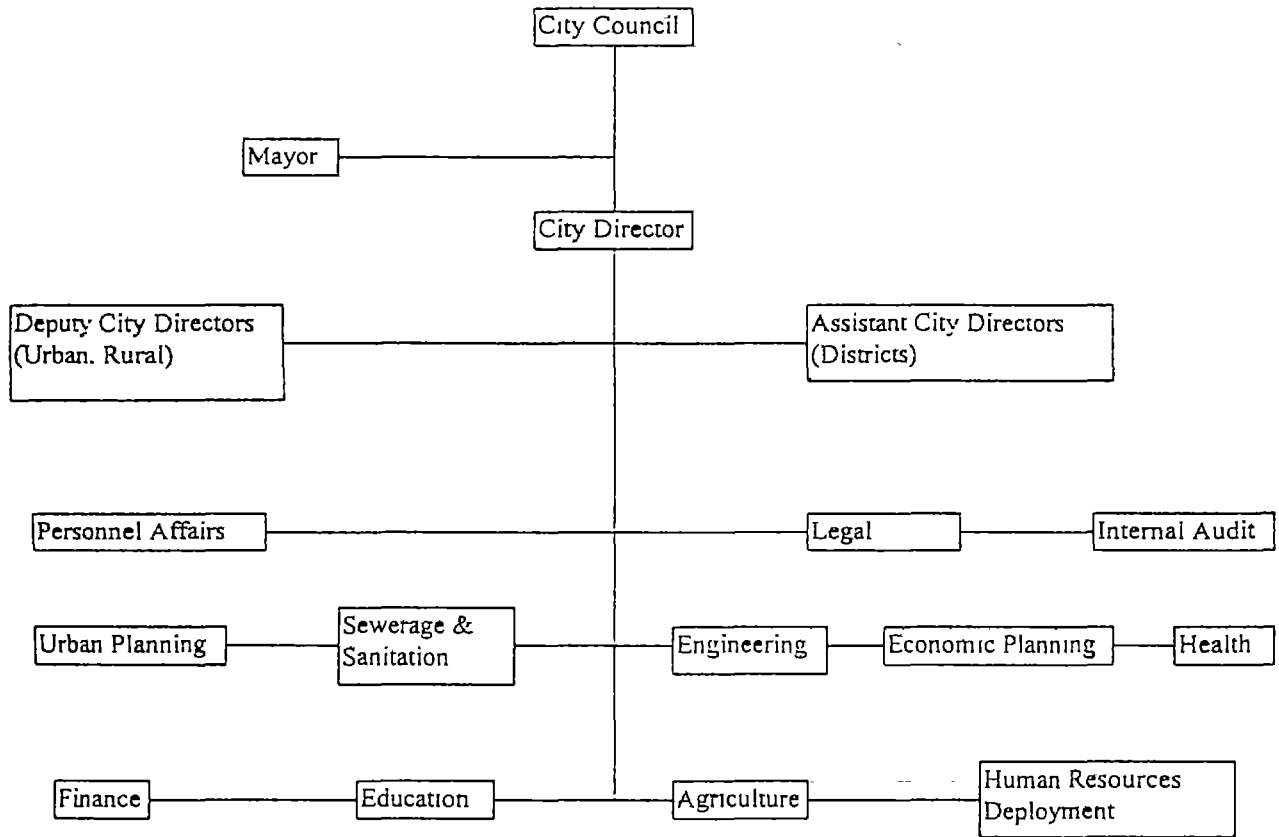 City Council
Mayor
City Director
Deputy City Directors
(Urban. Rural)
Assistant City Directors
(Districts)
Personnel Affairs
Legal
Internal Audit
Urban Planning
Sewerage &
Sanitation
Engineering
Economic Planning
Health
Finance
Education
Agriculture
Human Resources
Deployment